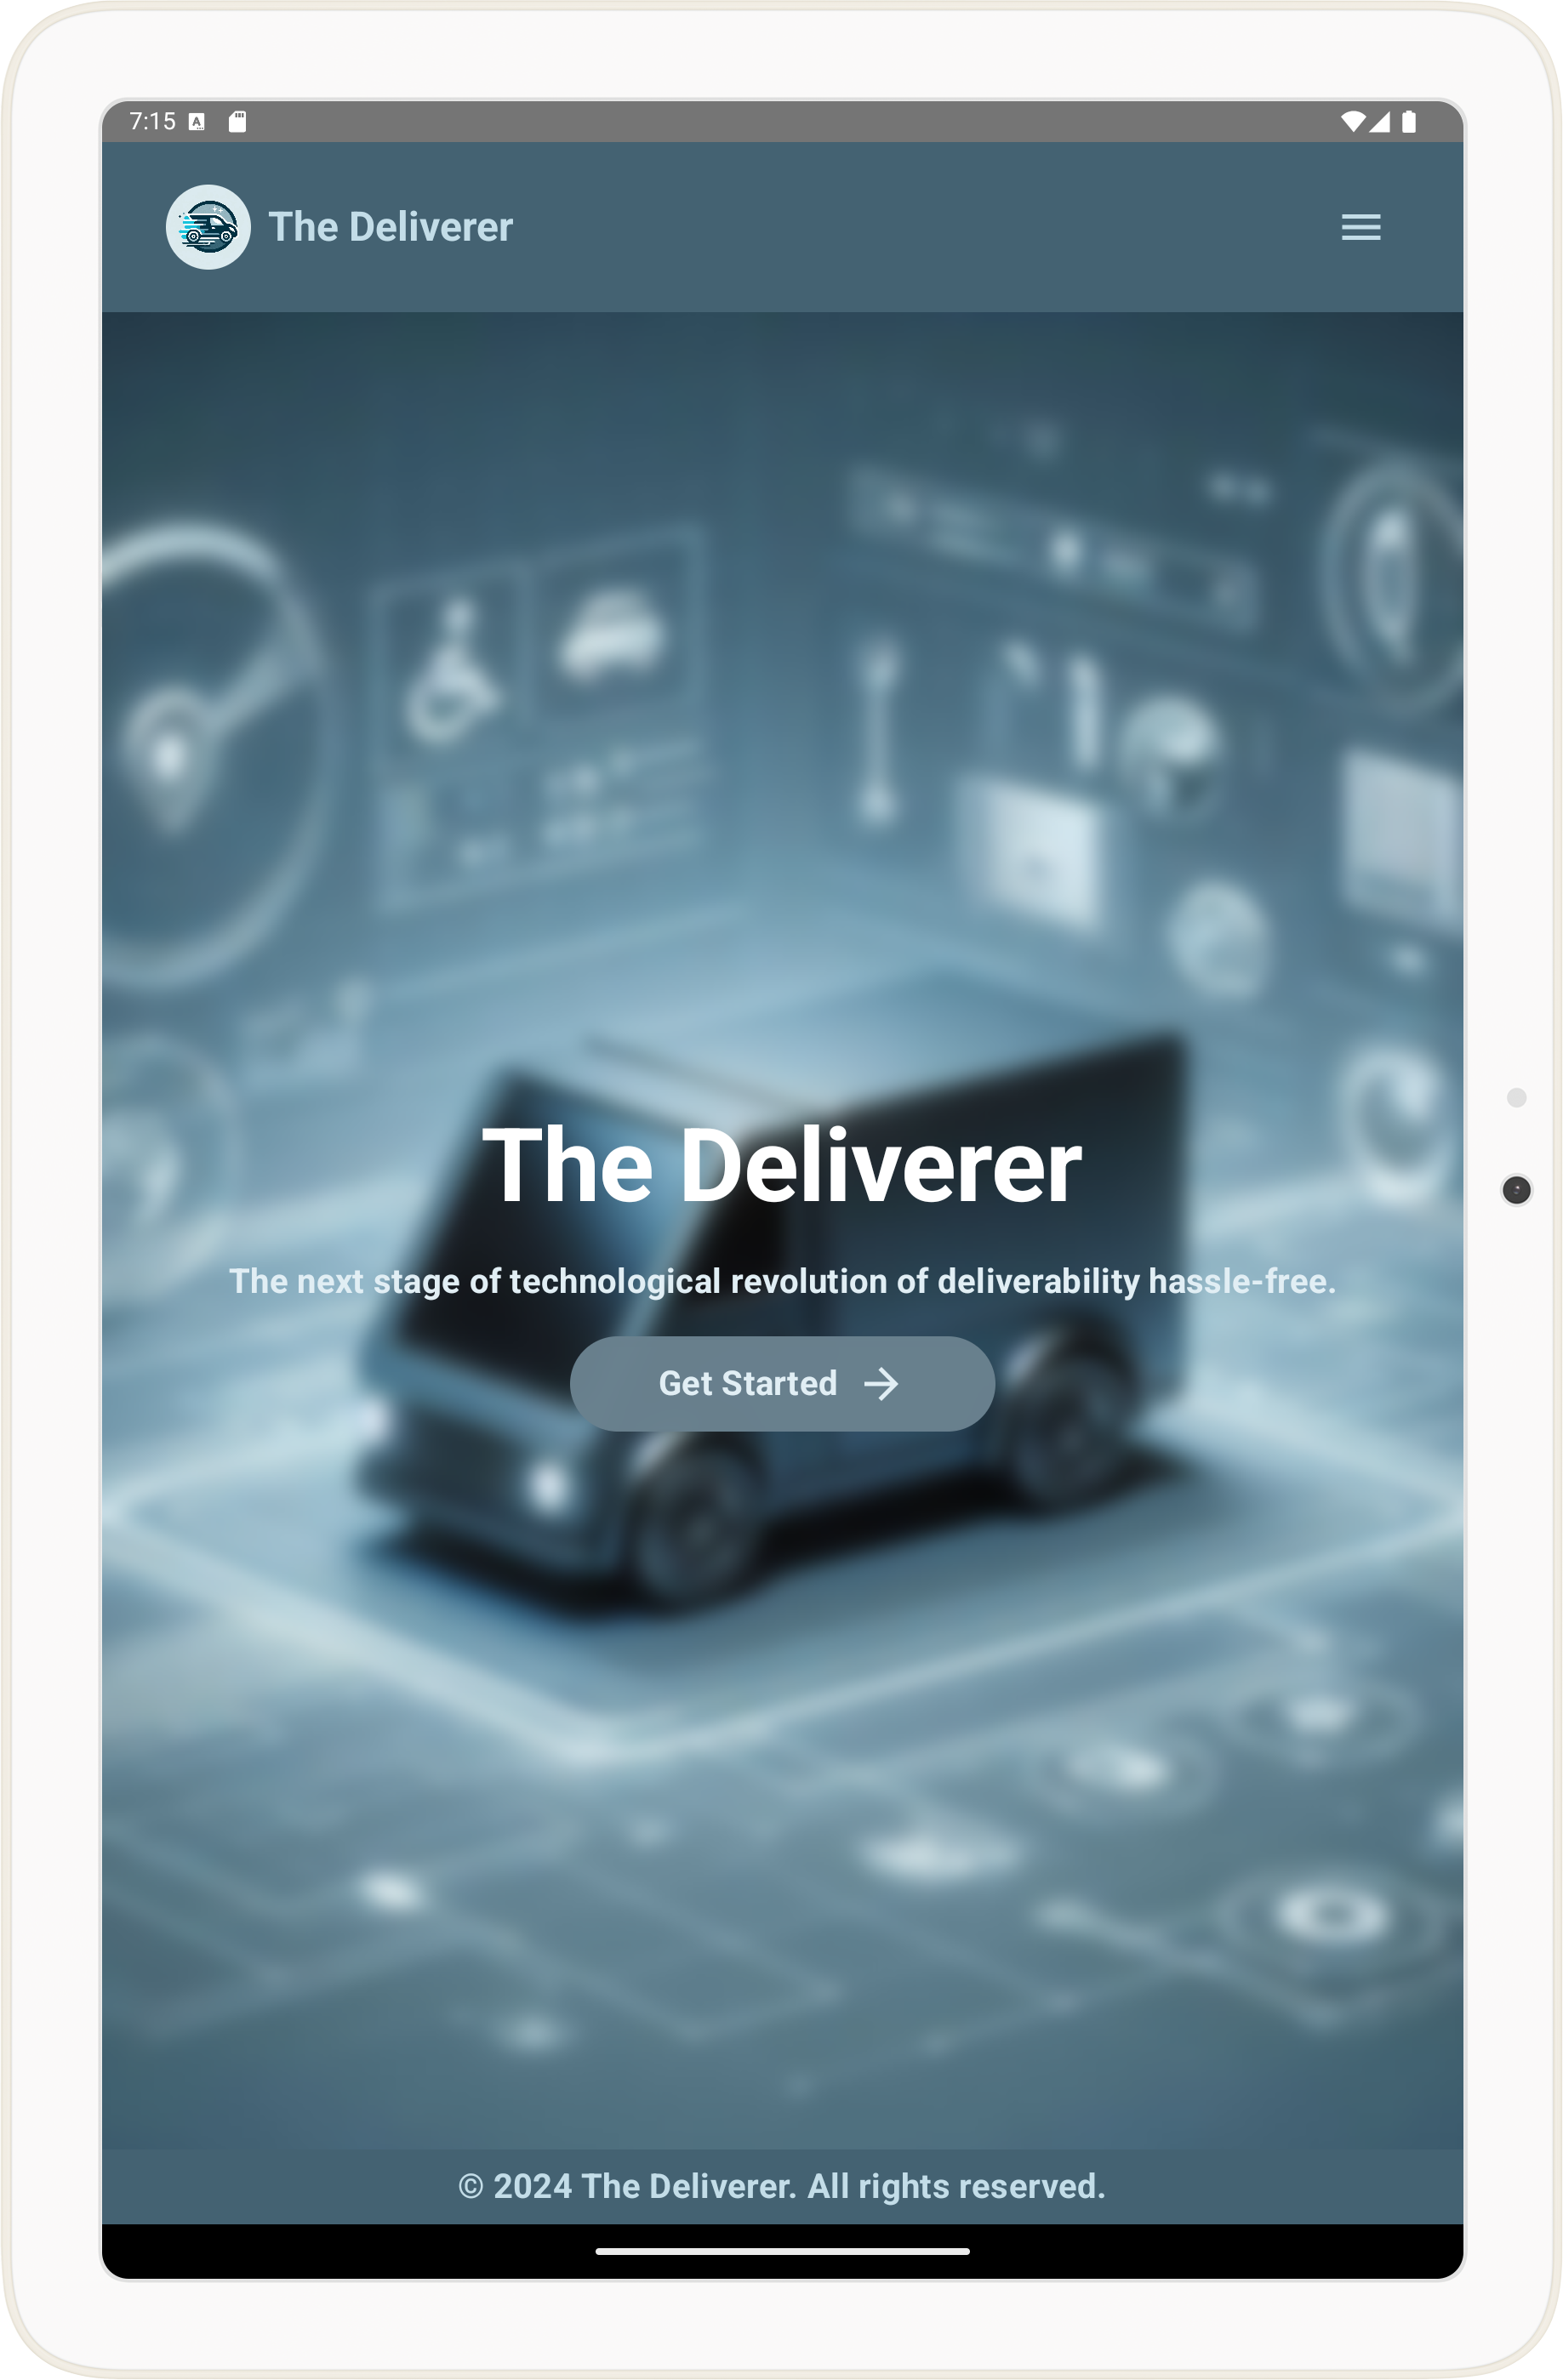 7:15
The Deliverer
The Deliverer
The next stage of technological revolution of deliverability hassle-free.
Get Started
© 2024 The Deliverer. All rights reserved.